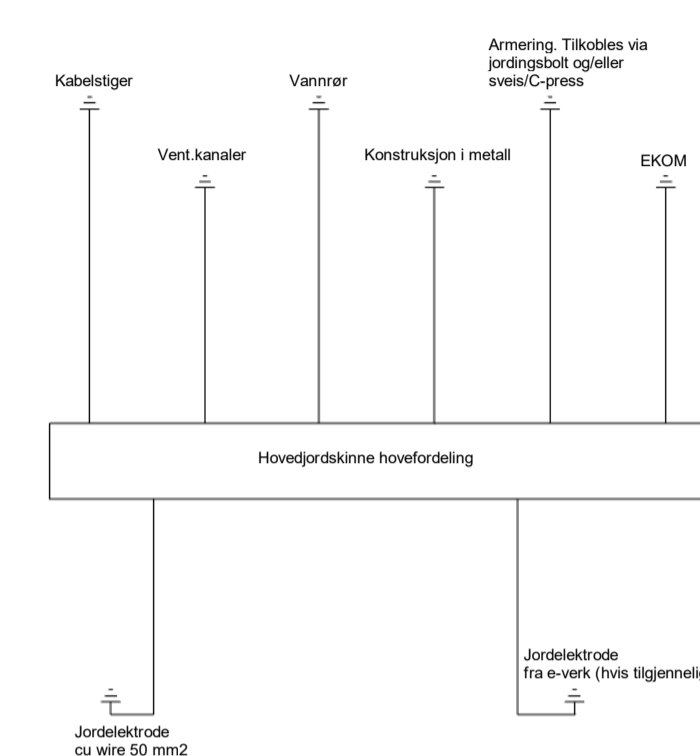 Armering. Tilkobles via
jordingsbolt og/eller
sveis/C-press
Kabelstiger
Vannrør
Vent.kanaler
Konstruksjon i metall
EKOM
Hovedjordskinne hovefordeling
Jordelektrode
fra e-verk (hvis tilgjenneli
Jordelektrode
cu wire 50 mm2